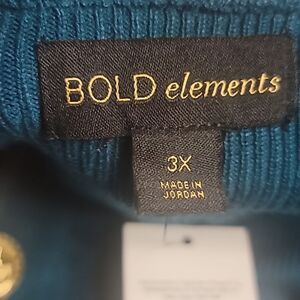 BOLD elements
3X
MADE IN
JORDAN